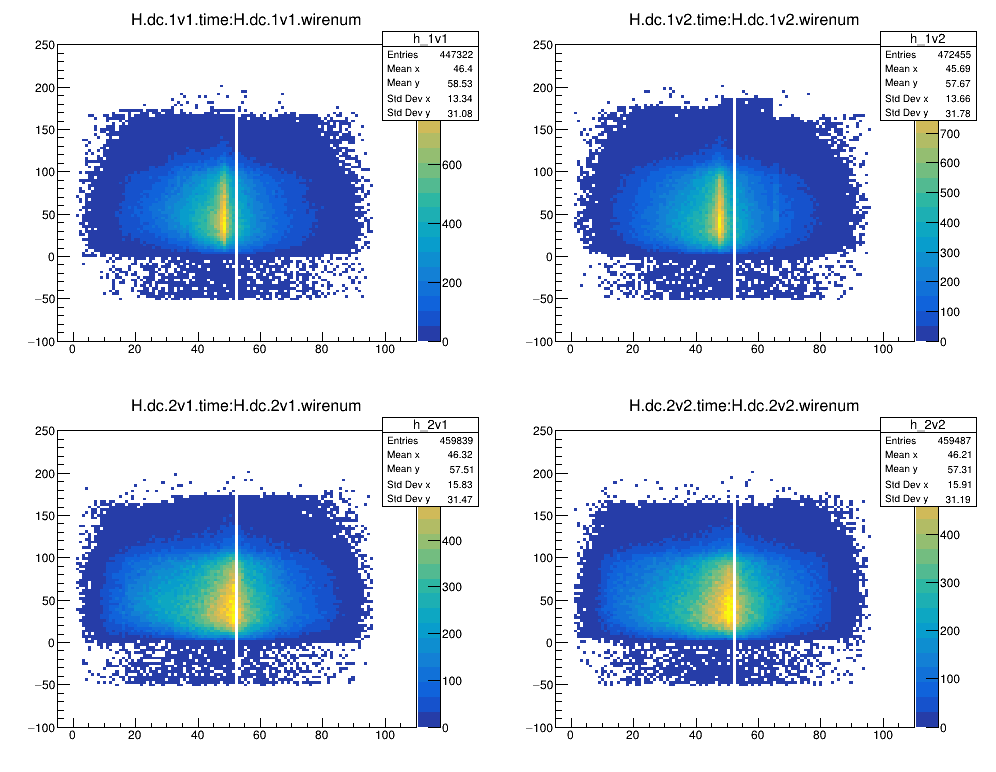 H.dc.1v1.time:H.dc.1v1.wirenum
h_1v1
Entries 447322
Mean x 46.4
Mean y 58.53
Std Dev x 13.34
Std Dev y 31.08
250
200
150
100
50
0
−50
−100
0 20 40 60 80 100
600
400
200
0
H.dc.1v2.time:H.dc.1v2.wirenum
h_1v2
Entries 472455
Mean x 45.69
Mean y 57.67
Std Dev x 13.66
Std Dev y 31.78
250
200
150
100
50
0
−50
−100
0 20 40 60 80 100
700
600
500
400
300
200
100
0
H.dc.2v1.time:H.dc.2v1.wirenum
h_2v1
Entries 459839
Mean x 46.32
Mean y 57.51
Std Dev x 15.83
Std Dev y 31.47
250
200
150
100
50
0
−50
−100
0 20 40 60 80 100
400
300
200
100
0
H.dc.2v2.time:H.dc.2v2.wirenum
h_2v2
Entries 459487
Mean x 46.21
Mean y 57.31
Std Dev x 15.91
Std Dev y 31.19
250
200
150
100
50
0
−50
−100
0 20 40 60 80 100
400
300
200
100
0